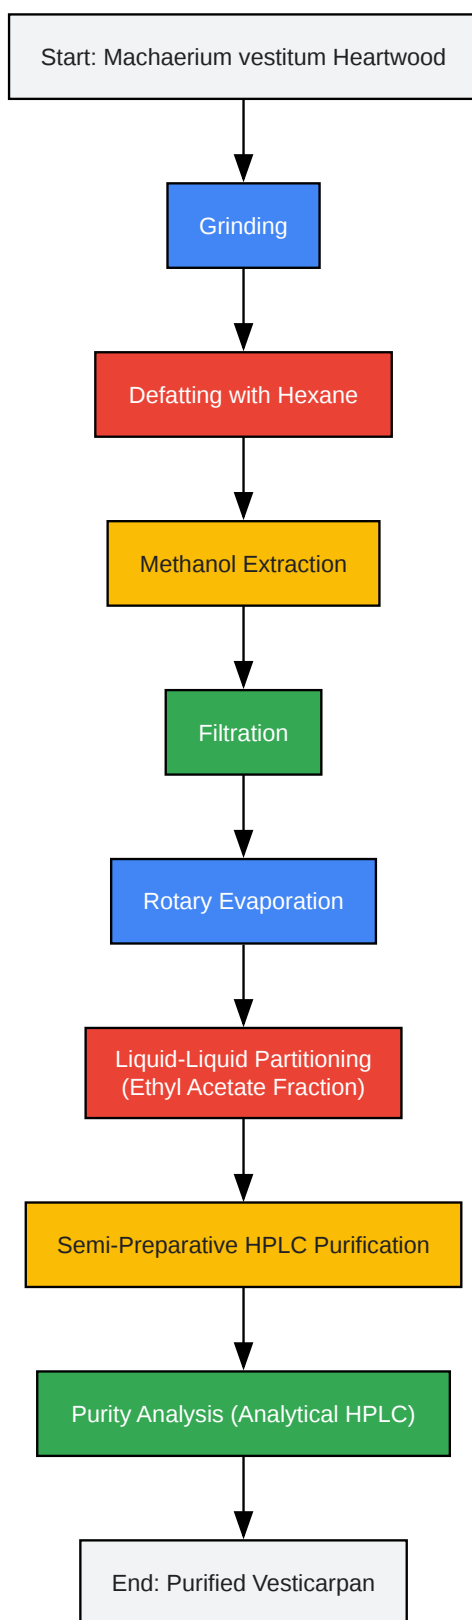 Start: Machaerium vestitum Heartwood
Grinding
Defatting with Hexane
Methanol Extraction
Filtration
Rotary Evaporation
Liquid-Liquid Partitioning
(Ethyl Acetate Fraction)
Semi-Preparative HPLC Purification
Purity Analysis (Analytical HPLC)
End: Purified Vesticarpan